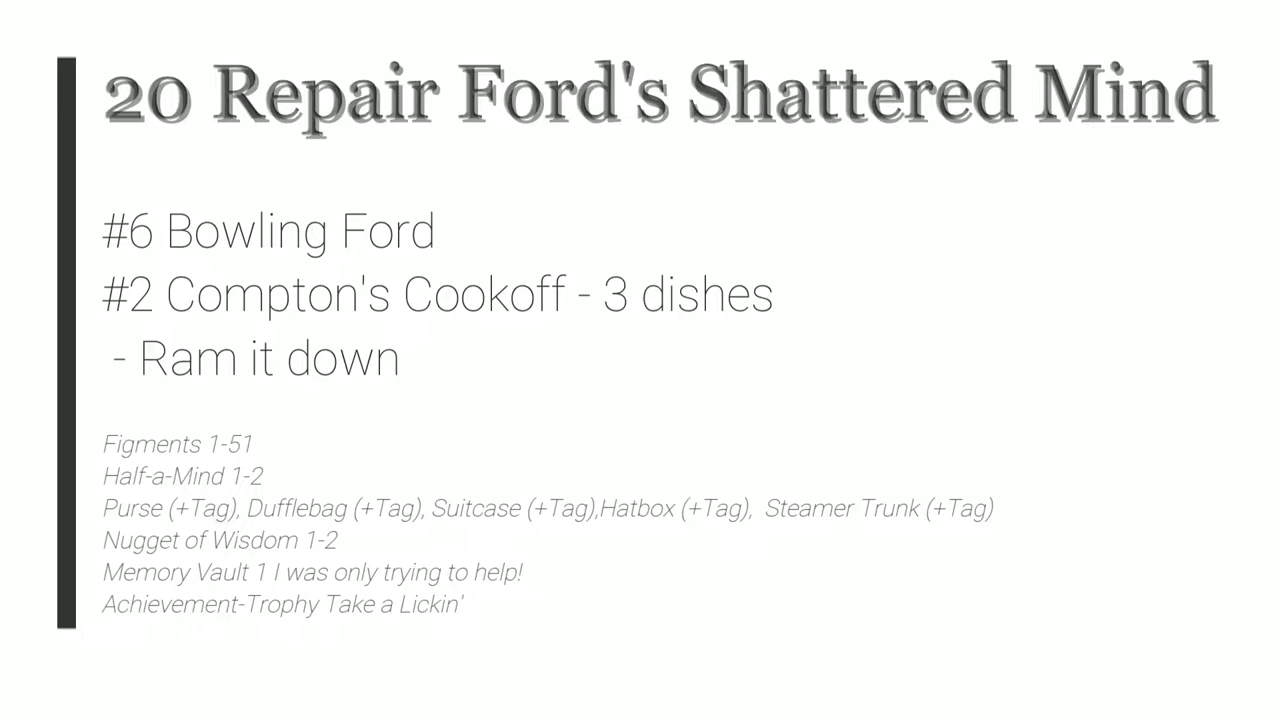 20 Repair Ford's Shattered Mind
#6 Bowling Ford
#2 Compton's Cookoff - 3 dishes
- Ram it down
Figments 1-51
Half-a-Mind 1-2
Purse (+Tag), Dufflebag (+Tag), Suitcase (+Tag),Hatbox (+Tag),  Steamer Trunk (+Tag)
Nugget of Wisdom 1-2
Memory Vault 1 I was only trying to help!
Achievement-Trophy Take a Lickin'